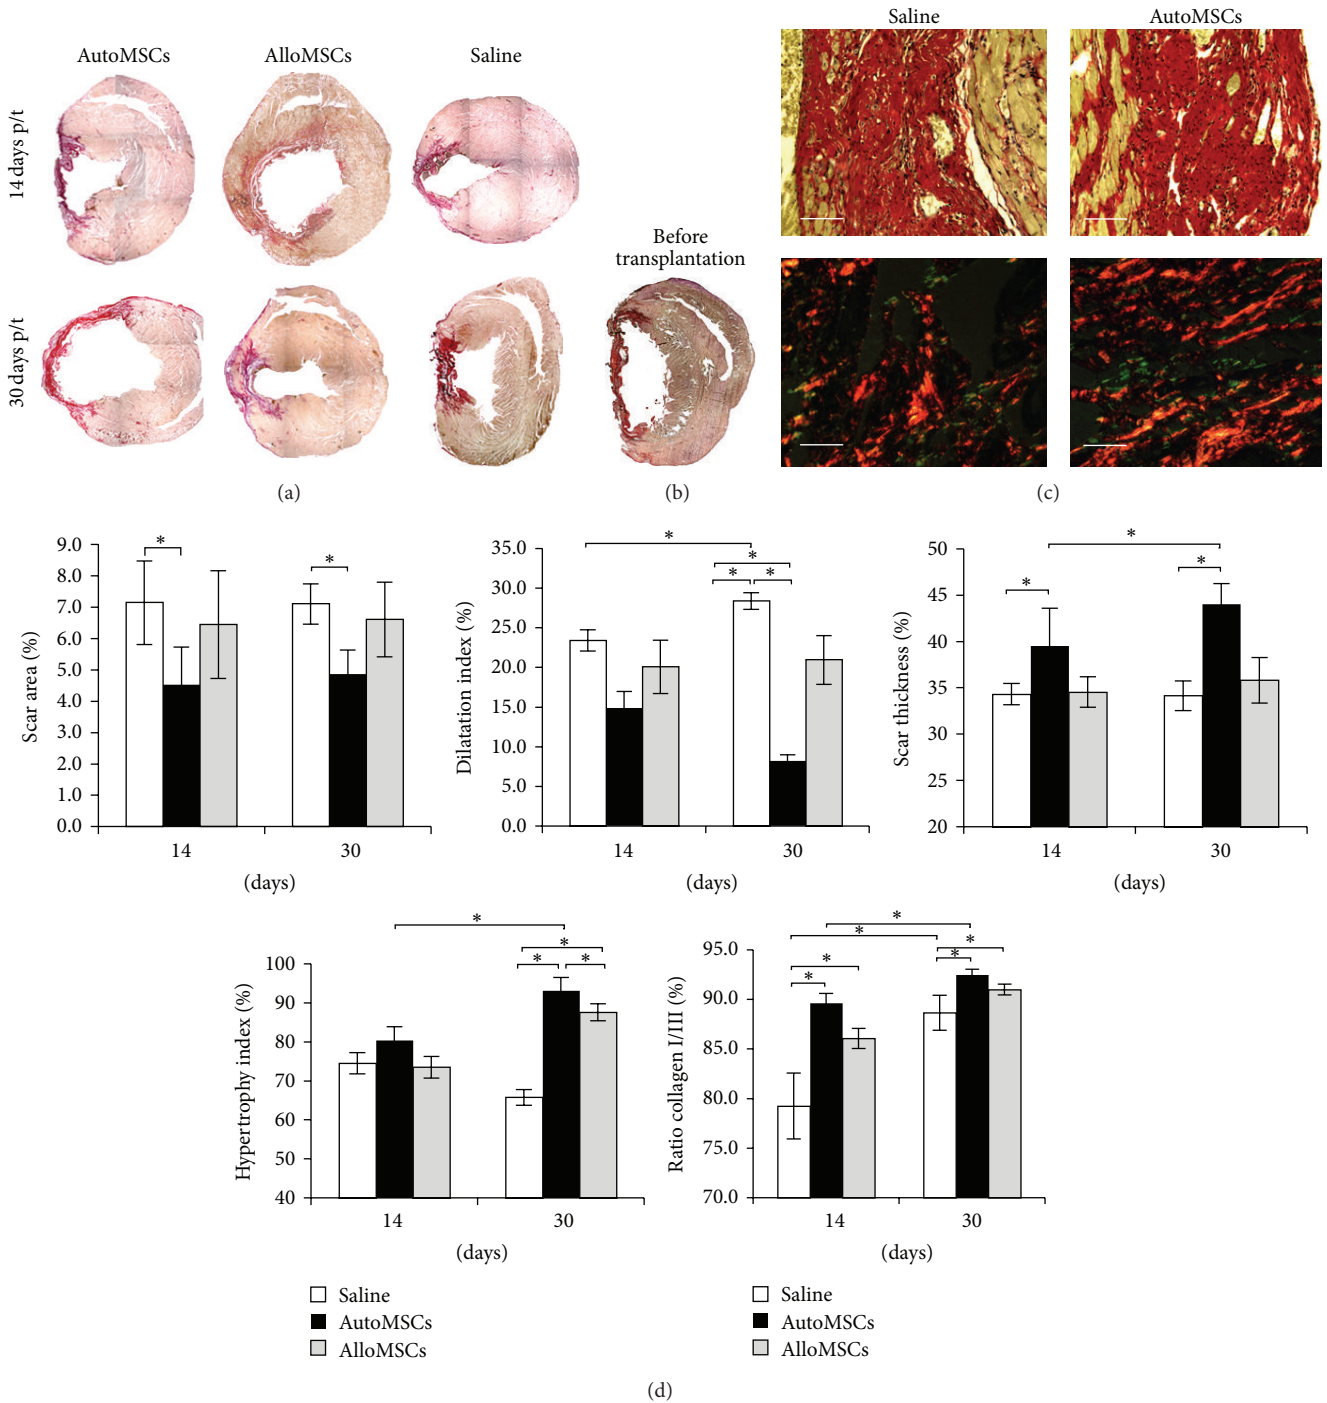 AutoMSCs AlloMSCs Saline
14 days p/t
30 days p/t
(a)
Before
transplantation
(b)
Saline AutoMSCs
(c)
Scar area (%)
9.0
8.0
7.0
6.0
5.0
4.0
3.0
2.0
1.0
0.0
* *
14 30
(days)
Dilatation index (%)
35.0
30.0
25.0
20.0
15.0
10.0
5.0
0.0
*
*
* *
14 30
(days)
Scar thickness (%)
50
45
40
35
30
25
20
*
* *
14 30
(days)
Hypertrophy index (%)
100
90
80
70
60
50
40
*
*
* *
14 30
(days)
Saline
AutoMSCs
AlloMSCs
Ratio collagen I/III (%)
95.0
90.0
85.0
80.0
75.0
70.0
*
*
* *
* *
14 30
(days)
Saline
AutoMSCs
AlloMSCs
(d)